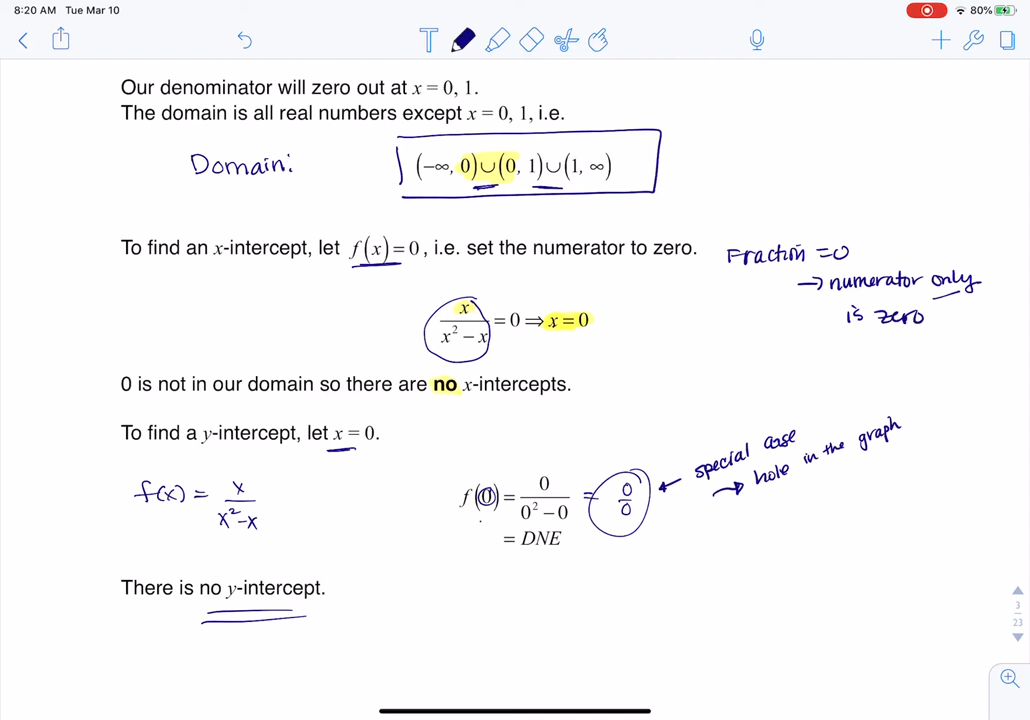 8:20 AM Tue Mar 10
80%
Our denominator will zero out at x = 0, 1.
The domain is all real numbers except x = 0, 1, i.e.
Domain: (−∞, 0)∪(0, 1)∪(1, ∞)
To find an x-intercept, let f(x) = 0, i.e. set the numerator to zero.
Fraction = 0
→ numerator only
is zero
x / (x² − x) = 0 ⇒ x = 0
0 is not in our domain so there are no x-intercepts.
To find a y-intercept, let x = 0.
special case
→ hole in the graph
f(x) = x / (x² − x)
f(0) = 0 / (0² − 0) = 0/0
= DNE
There is no y-intercept.
3
23